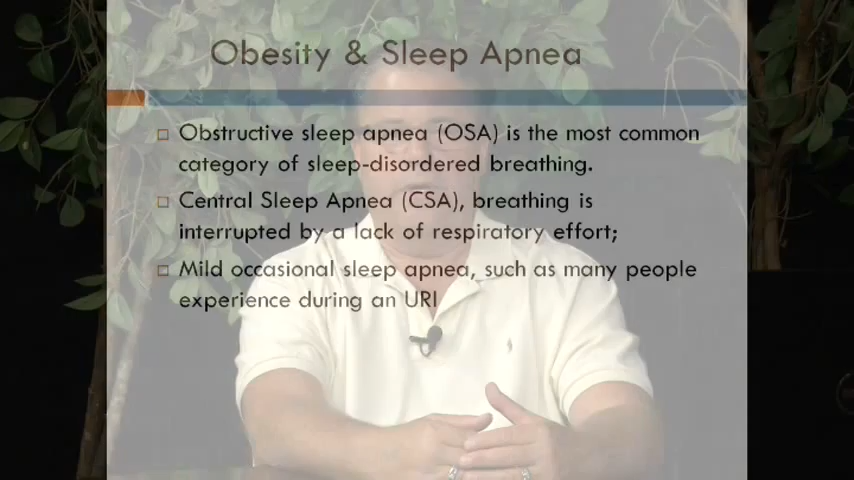 Obesity & Sleep Apnea
Obstructive sleep apnea (OSA) is the most common
category of sleep-disordered breathing.
Central Sleep Apnea (CSA), breathing is
interrupted by a lack of respiratory effort;
Mild occasional sleep apnea, such as many people
experience during an URI